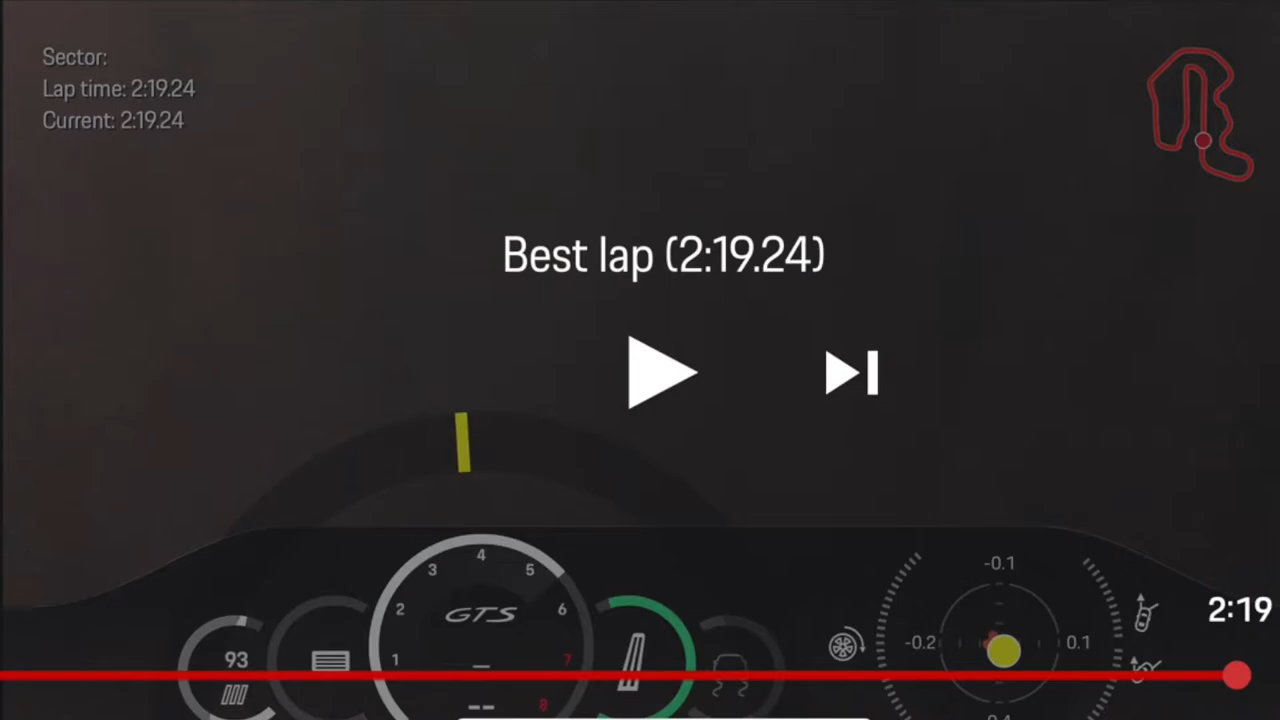 Sector:
Lap time: 2:19.24
Current: 2:19.24
Best lap (2:19.24)
4
3
5
-0.1
2
GTS
6
2:19
-0.2
0.1
93
1
7
--
8